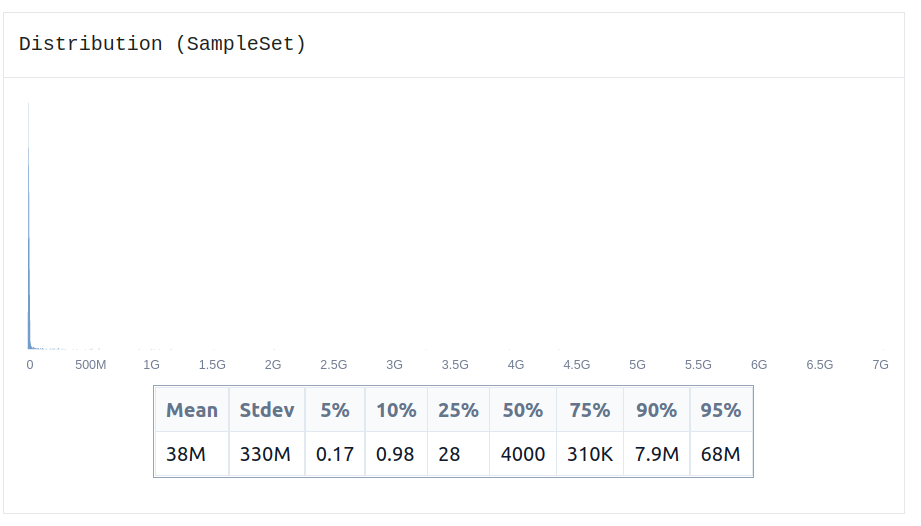 Distribution (SampleSet)
0 500M 1G 1.5G 2G 2.5G 3G 3.5G 4G 4.5G 5G 5.5G 6G 6.5G 7G
Mean Stdev 5% 10% 25% 50% 75% 90% 95%
38M 330M 0.17 0.98 28 4000 310K 7.9M 68M